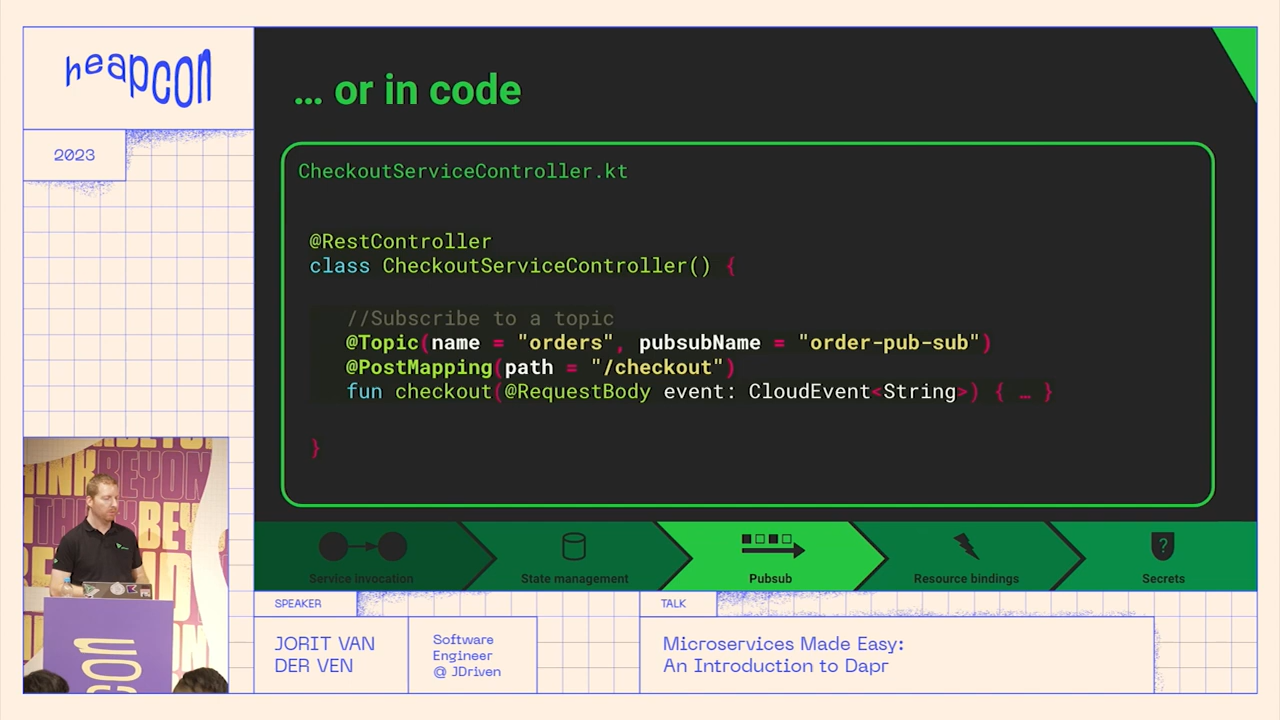 heapcon
2023
… or in code
CheckoutServiceController.kt
@RestController
class CheckoutServiceController() {
//Subscribe to a topic
@Topic(name = "orders", pubsubName = "order-pub-sub")
@PostMapping(path = "/checkout")
fun checkout(@RequestBody event: CloudEvent<String>) { … }
}
Service invocation
State management
Pubsub
Resource bindings
?
Secrets
SPEAKER
JORIT VAN
DER VEN
Software
Engineer
@ JDriven
TALK
Microservices Made Easy:
An Introduction to Dapr